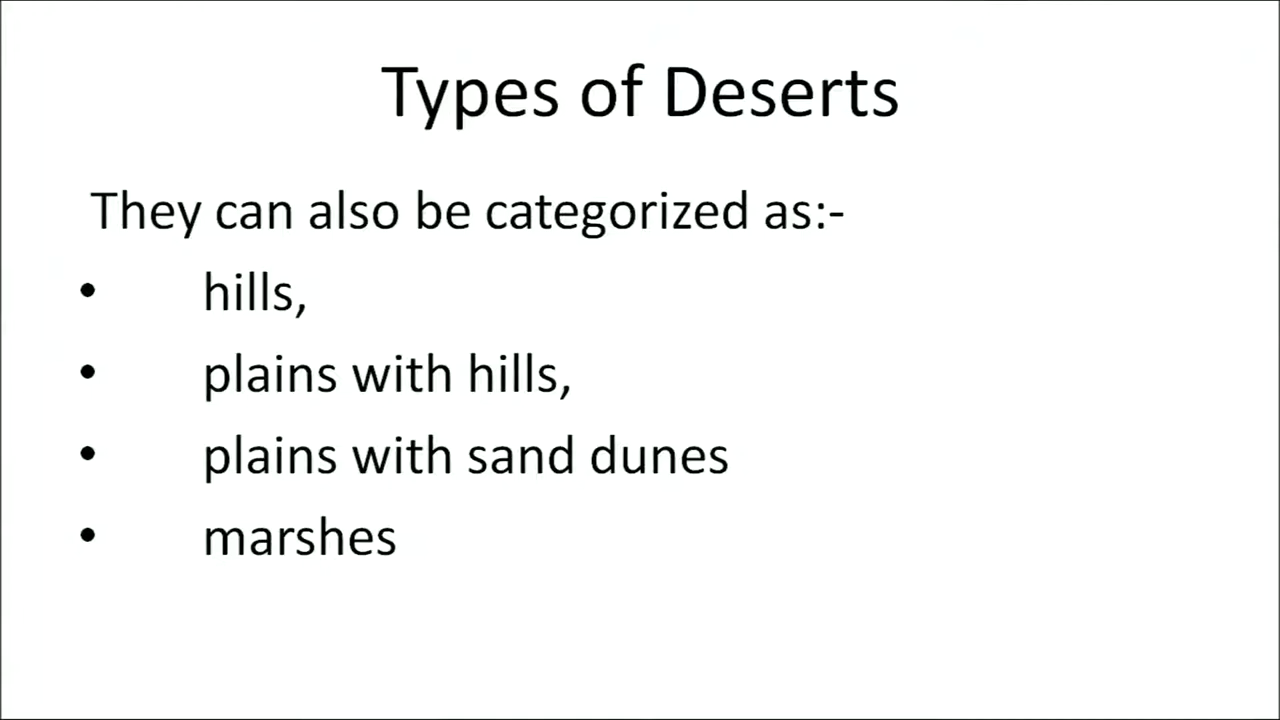 Types of Deserts
They can also be categorized as:-
• hills,
• plains with hills,
• plains with sand dunes
• marshes